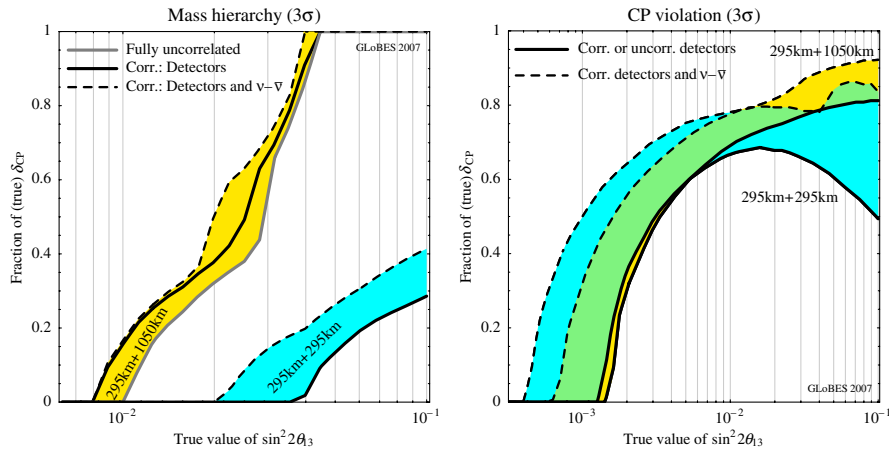 Mass hierarchy (3σ)
Fully uncorrelated
Corr.: Detectors
Corr.: Detectors and ν−ν̅
GLoBES 2007
295km+1050km
295km+295km
1
0.8
0.6
0.4
0.2
0
10⁻²
10⁻¹
Fraction of (true) δCP
True value of sin²2θ₁₃
CP violation (3σ)
Corr. or uncorr. detectors
Corr. detectors and ν−ν̅
295km+1050km
295km+295km
GLoBES 2007
1
0.8
0.6
0.4
0.2
0
10⁻³
10⁻²
10⁻¹
Fraction of (true) δCP
True value of sin²2θ₁₃